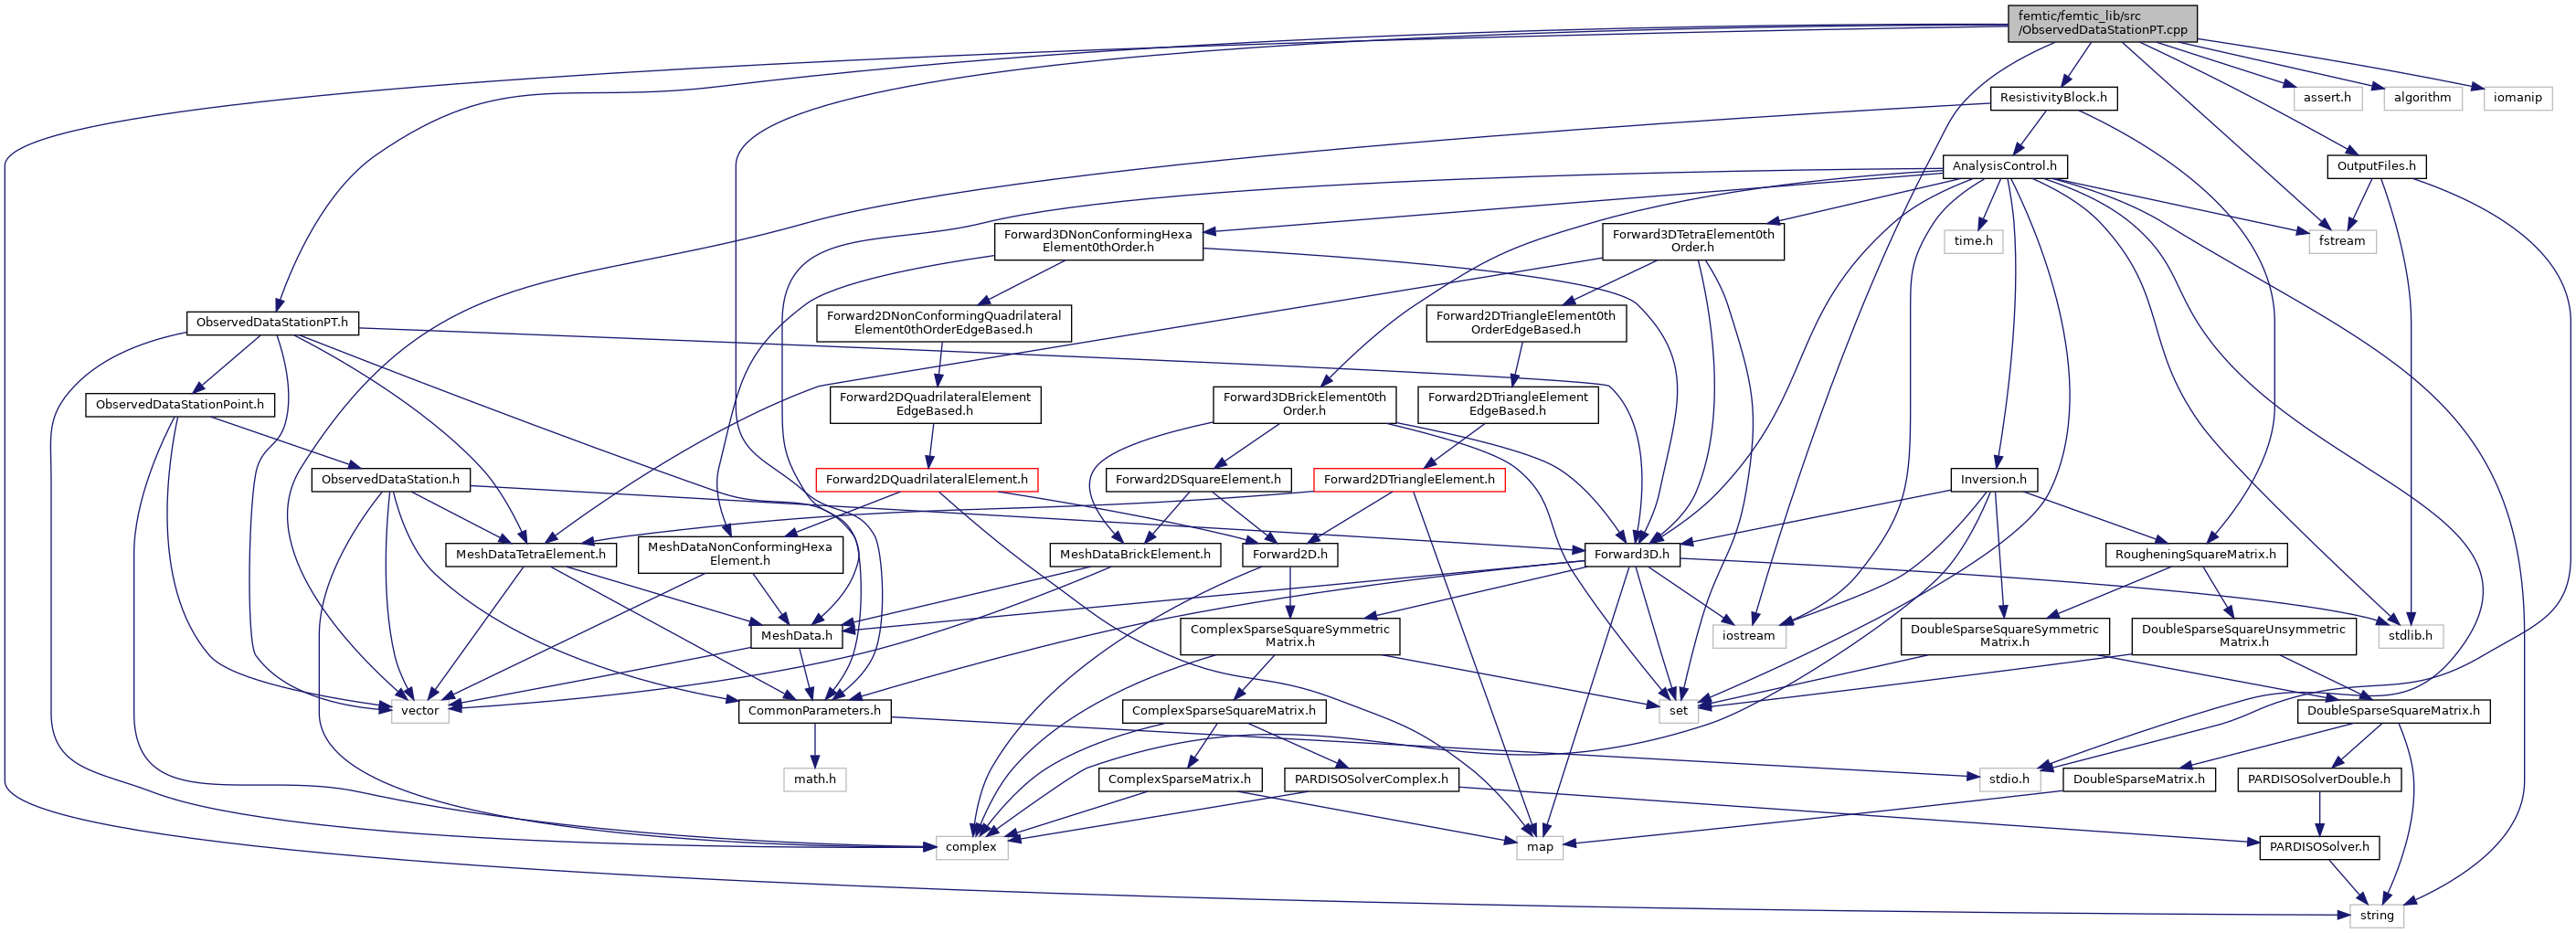 femtic/femtic_lib/src
/ObservedDataStationPT.cpp
ResistivityBlock.h
assert.h
algorithm
iomanip
AnalysisControl.h
OutputFiles.h
Forward3DNonConformingHexa
Element0thOrder.h
Forward3DTetraElement0th
Order.h
time.h
fstream
ObservedDataStationPT.h
Forward2DNonConformingQuadrilateral
Element0thOrderEdgeBased.h
Forward2DTriangleElement0th
OrderEdgeBased.h
ObservedDataStationPoint.h
Forward2DQuadrilateralElement
EdgeBased.h
Forward3DBrickElement0th
Order.h
Forward2DTriangleElement
EdgeBased.h
ObservedDataStation.h
Forward2DQuadrilateralElement.h
Forward2DSquareElement.h
Forward2DTriangleElement.h
Inversion.h
MeshDataTetraElement.h
MeshDataNonConformingHexa
Element.h
MeshDataBrickElement.h
Forward2D.h
Forward3D.h
RougheningSquareMatrix.h
MeshData.h
ComplexSparseSquareSymmetric
Matrix.h
iostream
DoubleSparseSquareSymmetric
Matrix.h
DoubleSparseSquareUnsymmetric
Matrix.h
stdlib.h
vector
CommonParameters.h
ComplexSparseSquareMatrix.h
set
DoubleSparseSquareMatrix.h
math.h
ComplexSparseMatrix.h
PARDISOSolverComplex.h
stdio.h
DoubleSparseMatrix.h
PARDISOSolverDouble.h
complex
map
PARDISOSolver.h
string